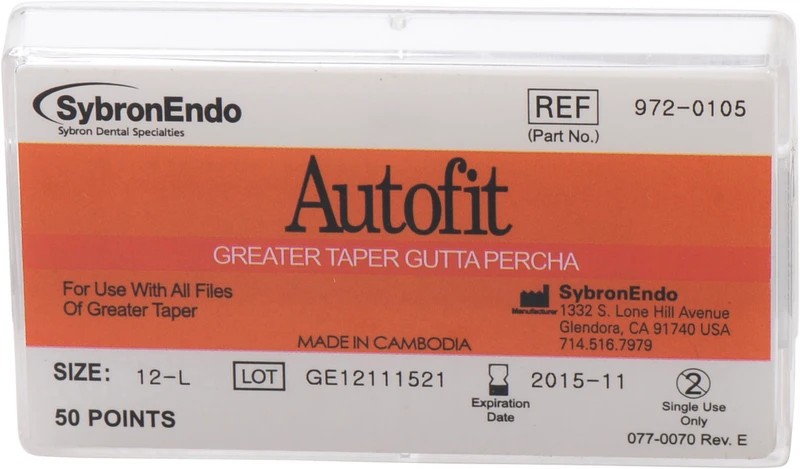 SybronEndo
Sybron Dental Specialties
REF 972-0105
(Part No.)
Autofit
GREATER TAPER GUTTA PERCHA
For Use With All Files
Of Greater Taper
Manufacturer
SybronEndo
1332 S. Lone Hill Avenue
Glendora, CA 91740 USA
714.516.7979
MADE IN CAMBODIA
SIZE: 12-L LOT GE12111521 2015-11 2
Expiration
Date
Single Use
Only
50 POINTS
077-0070 Rev. E